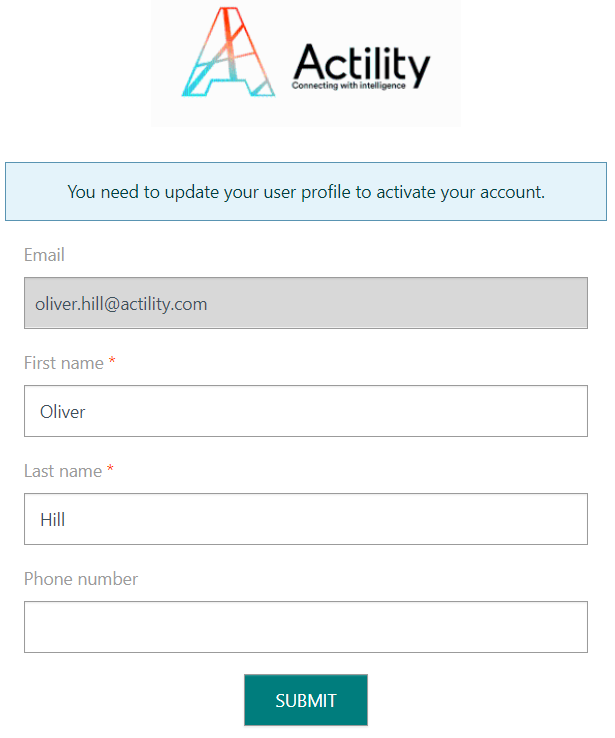 Actility
Connecting with intelligence
You need to update your user profile to activate your account.
Email
oliver.hill@actility.com
First name *
Oliver
Last name *
Hill
Phone number
SUBMIT